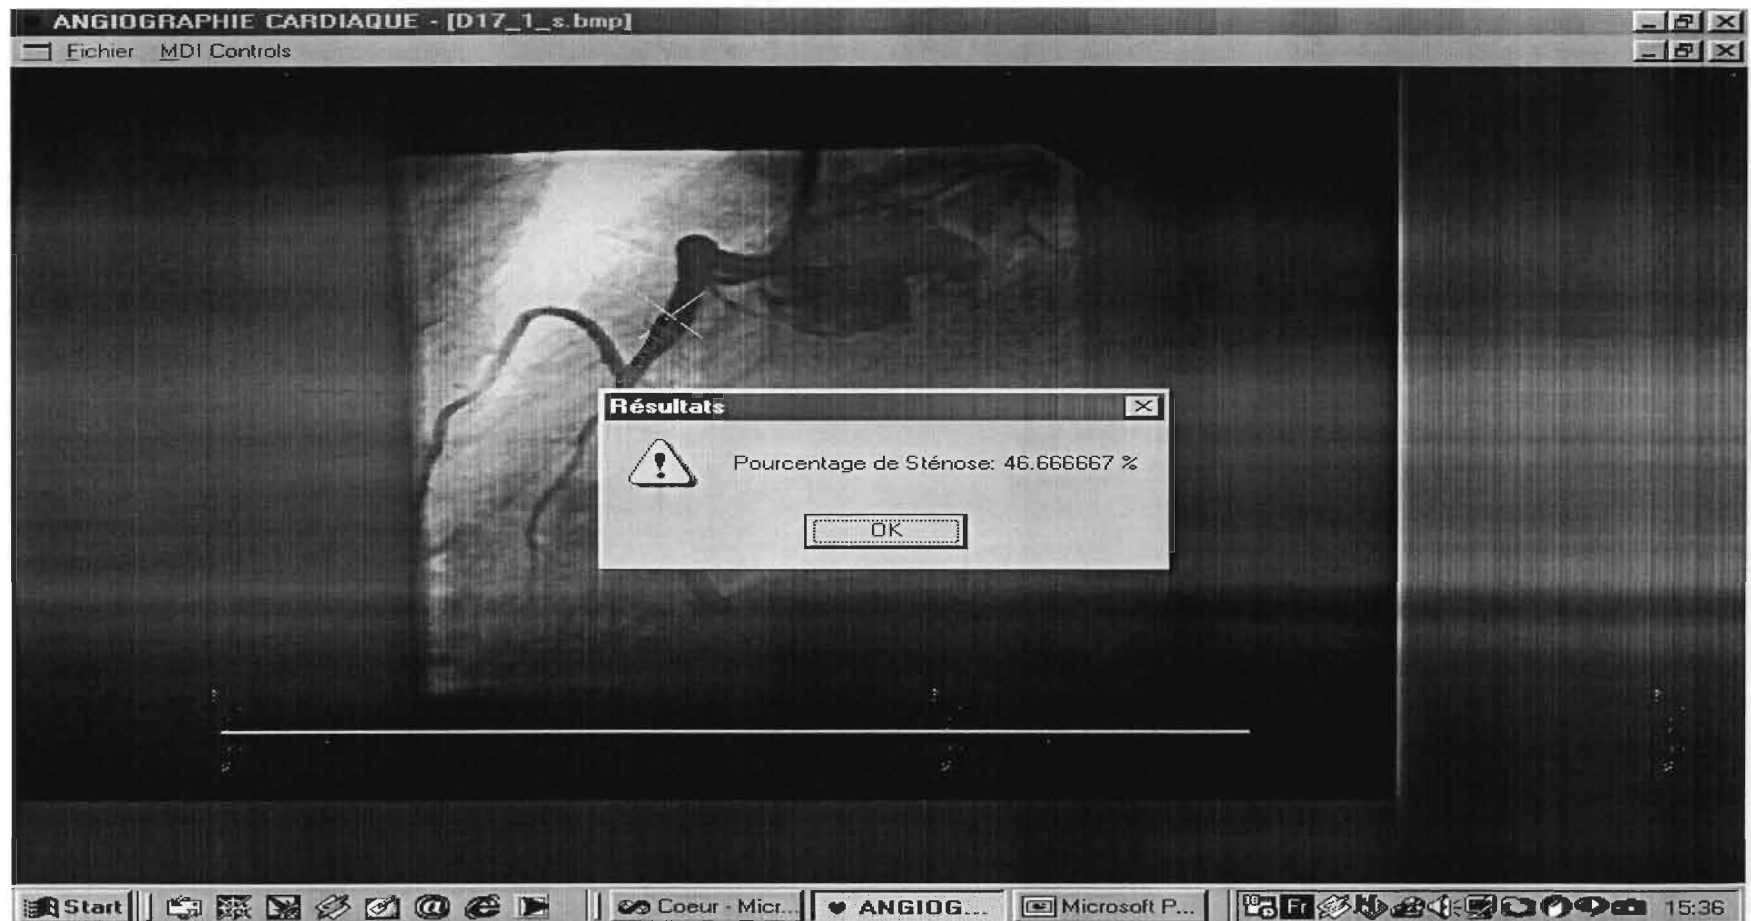 ANGIOGRAPHIE CARDIAQUE - [D17_1_s.bmp]
Fichier MDI Controls
Résultats
Pourcentage de Sténose: 46.666667 %
OK
Start
Coeur - Micr...
ANGIOG...
Microsoft P...
Fr
15:36